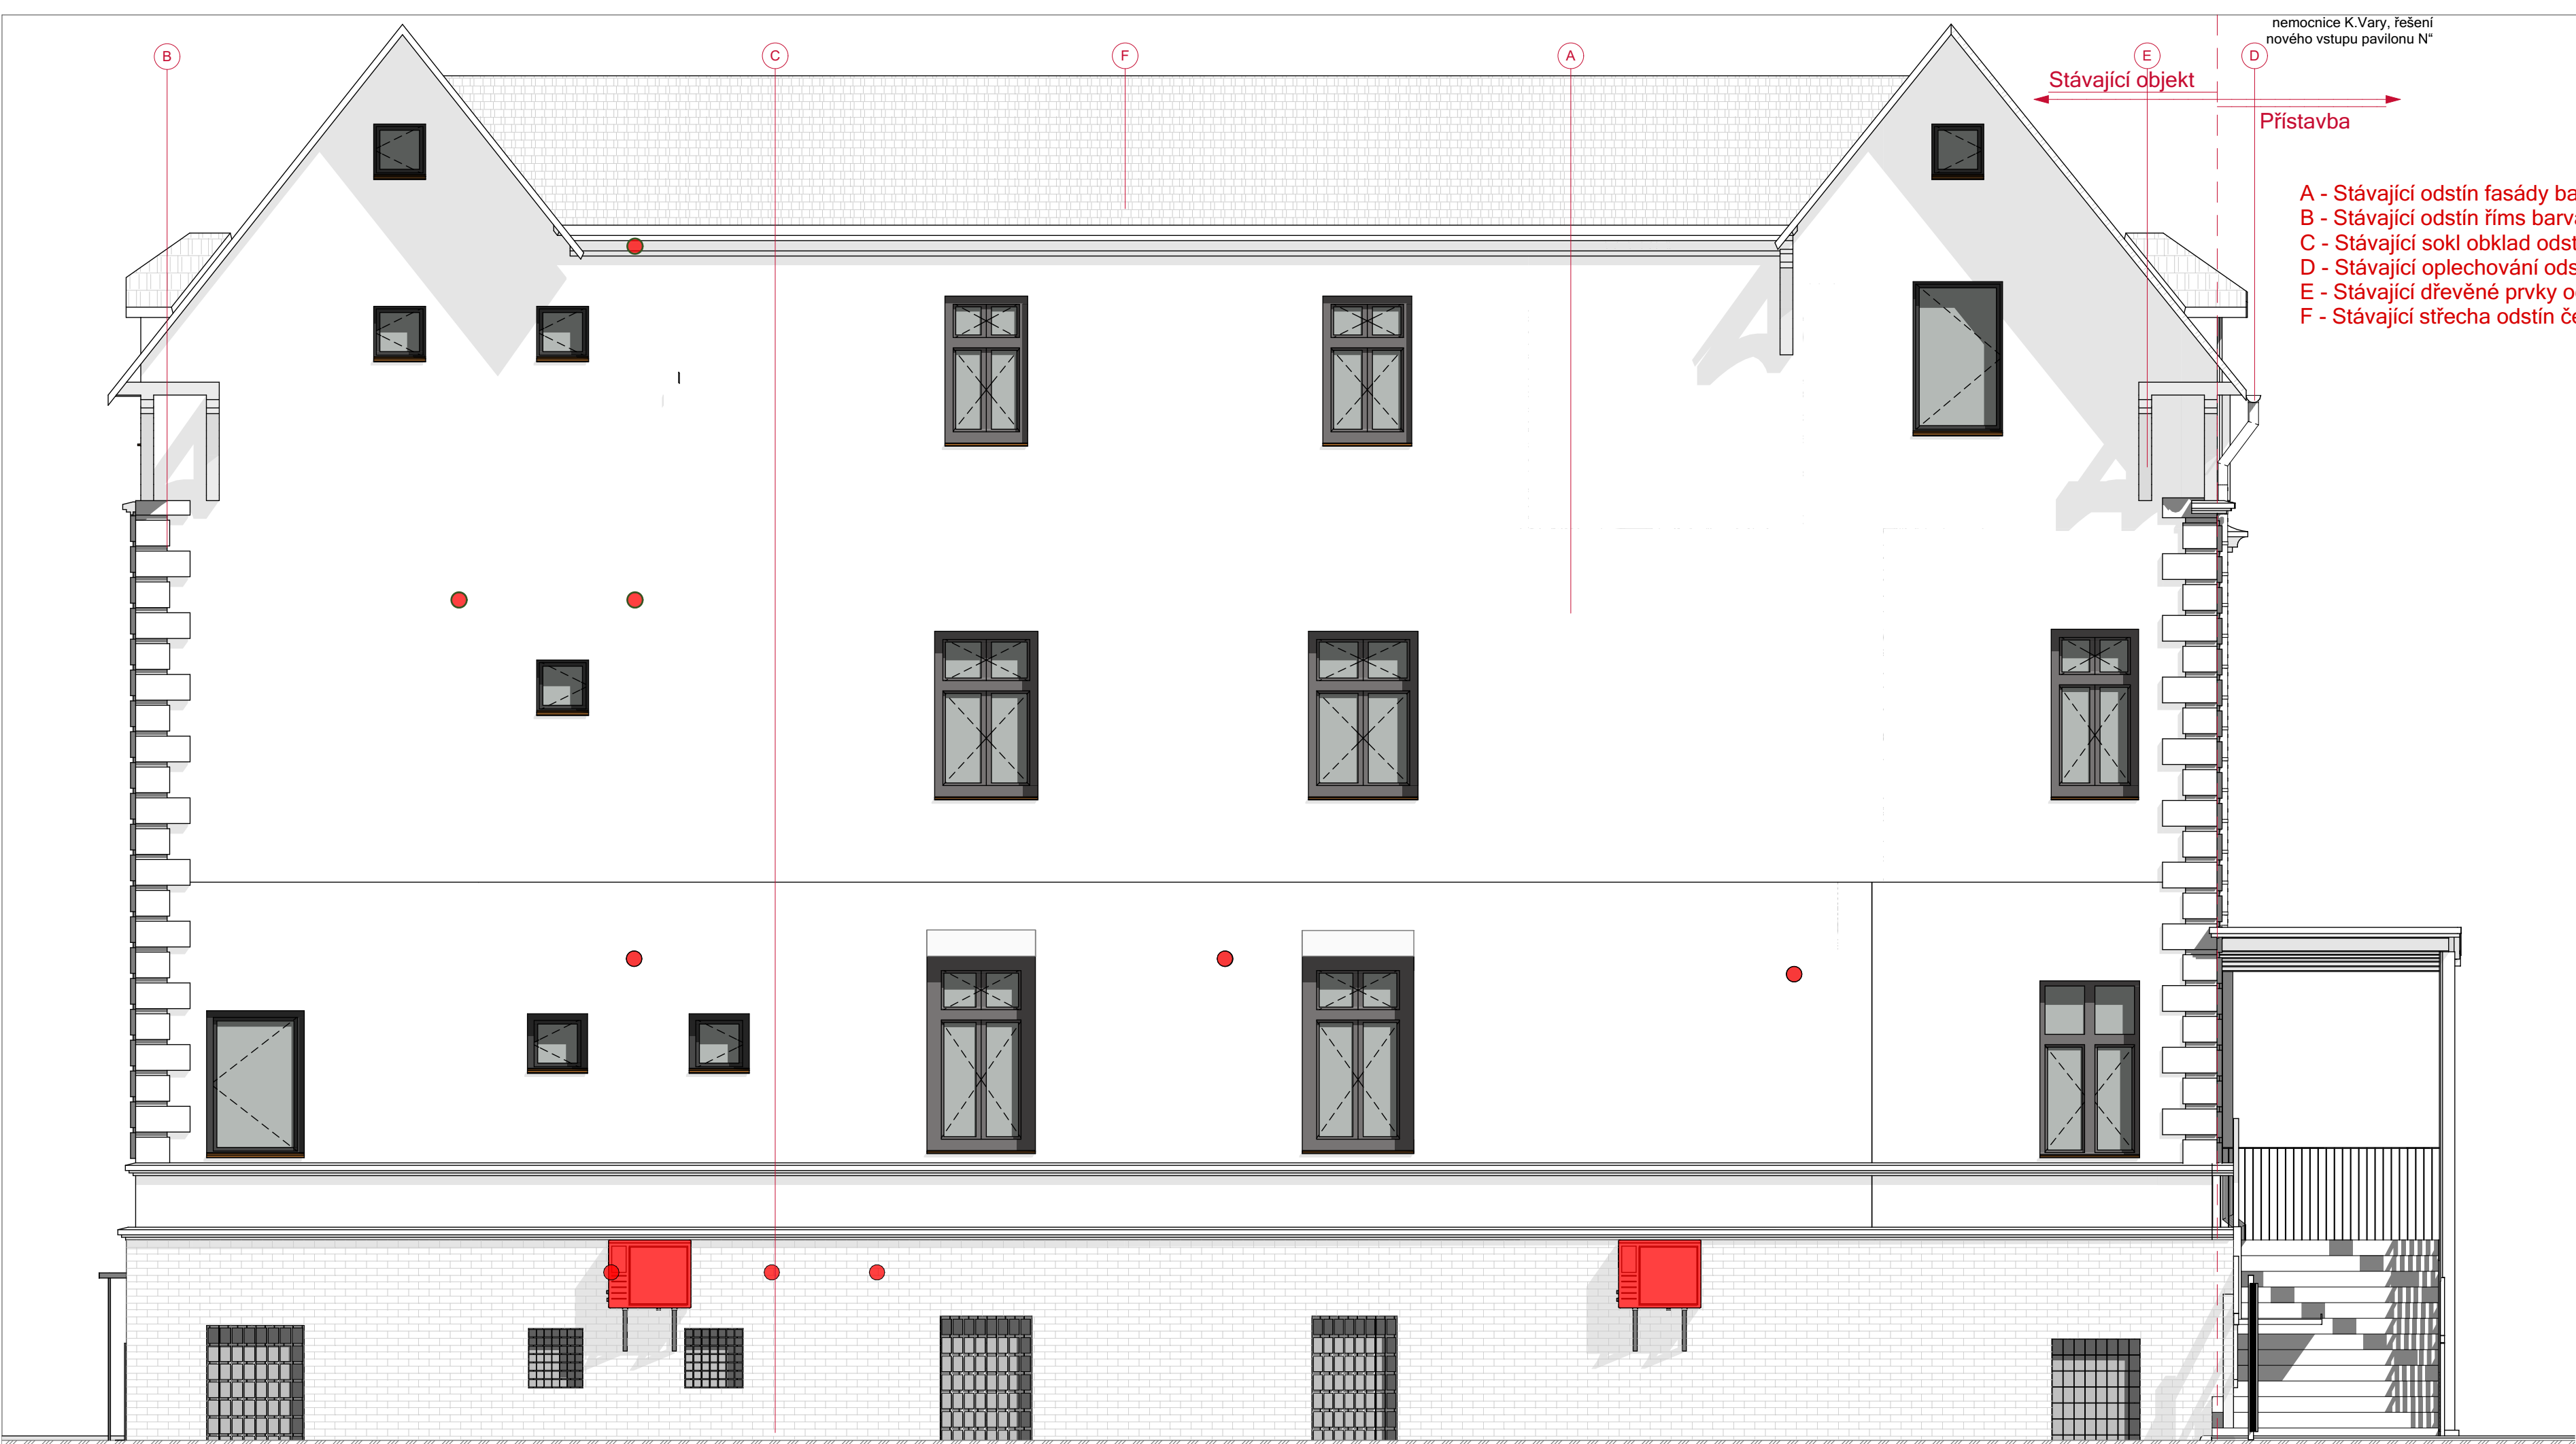 nemocnice K.Vary, řešení
nového vstupu pavilonu N“
B
C
F
A
E
D
Stávající objekt
Přístavba
A - Stávající odstín fasády ba
B - Stávající odstín říms barv
C - Stávající sokl obklad odst
D - Stávající oplechování ods
E - Stávající dřevěné prvky o
F - Stávající střecha odstín če